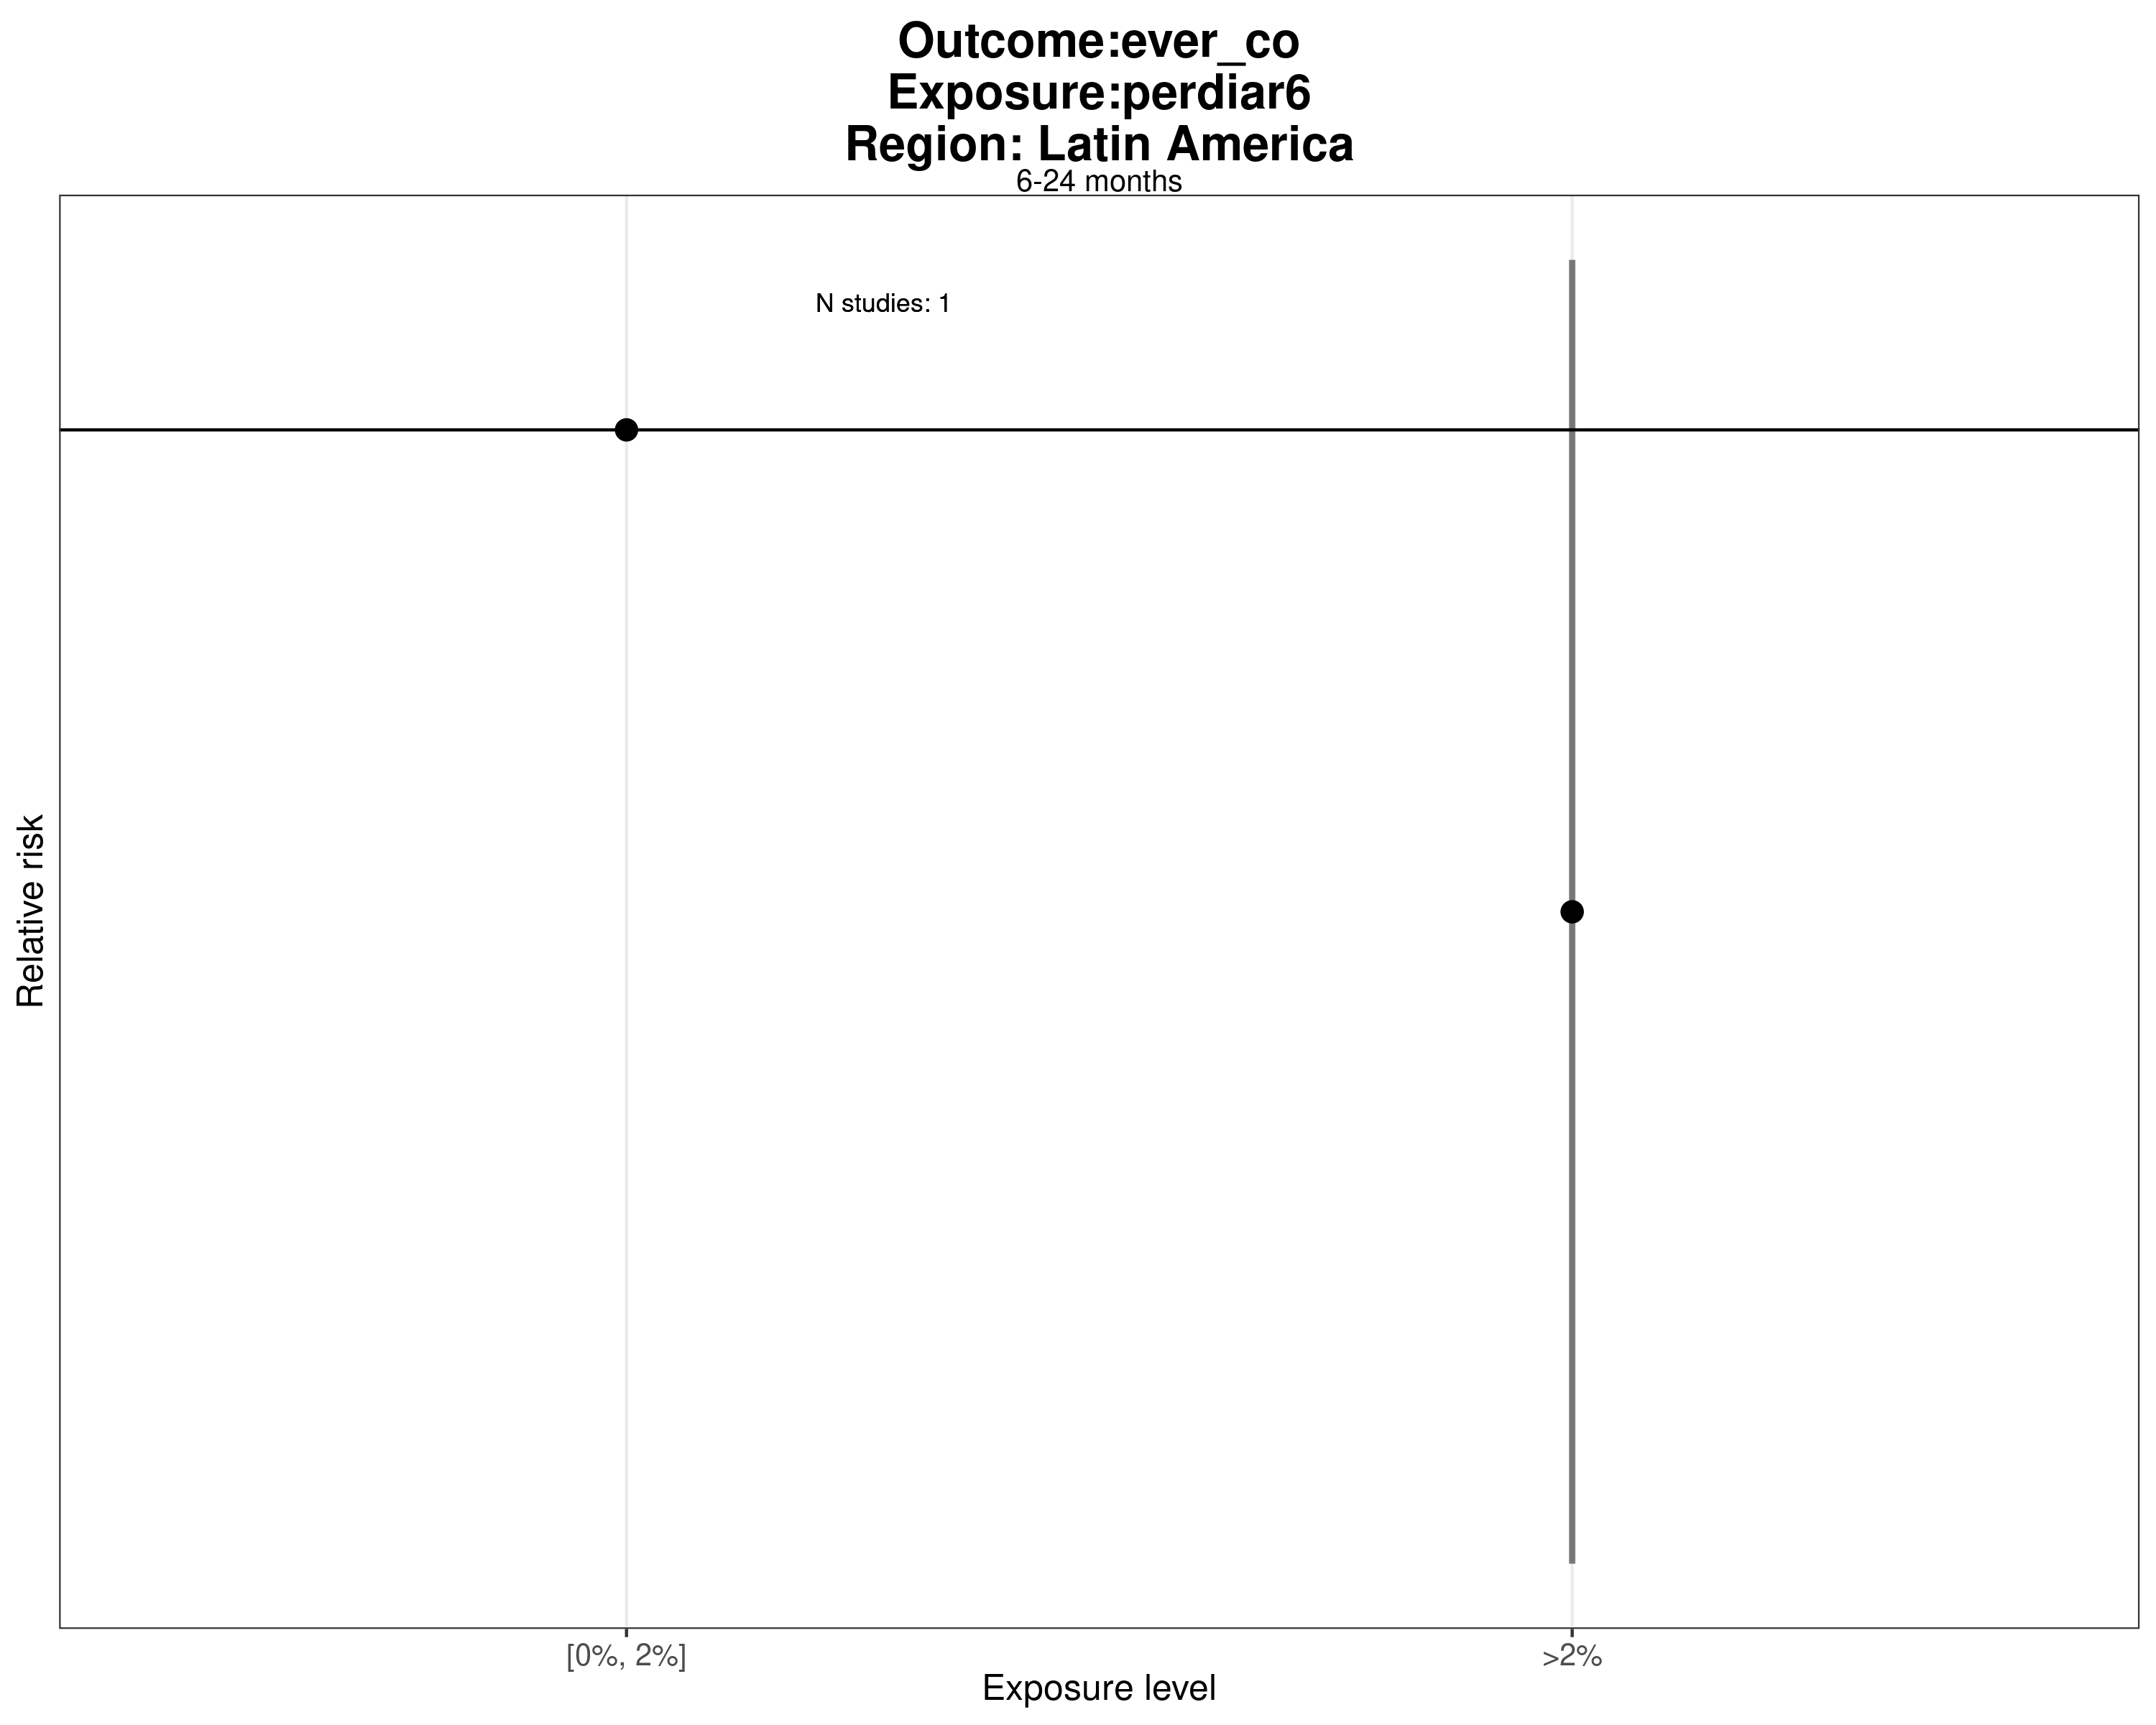 Outcome:ever_co
Exposure:perdiar6
Region: Latin America
6-24 months
N studies: 1
Relative risk
[0%, 2%]
>2%
Exposure level